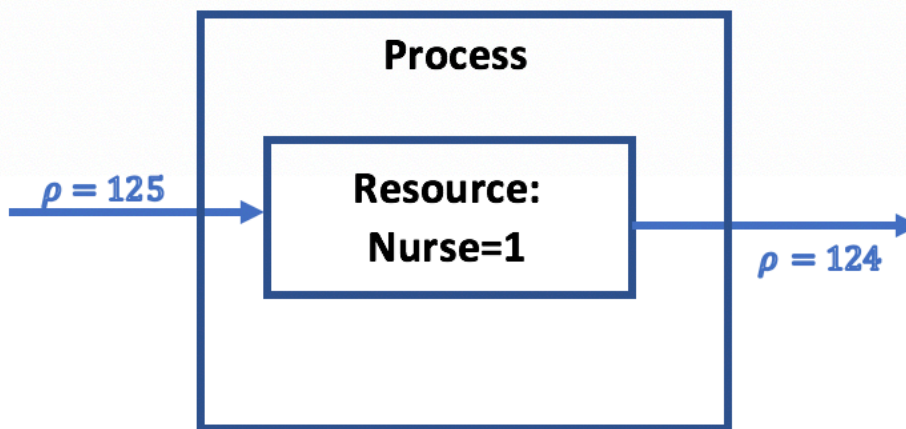 Process
ρ = 125
Resource:
Nurse=1
ρ = 124